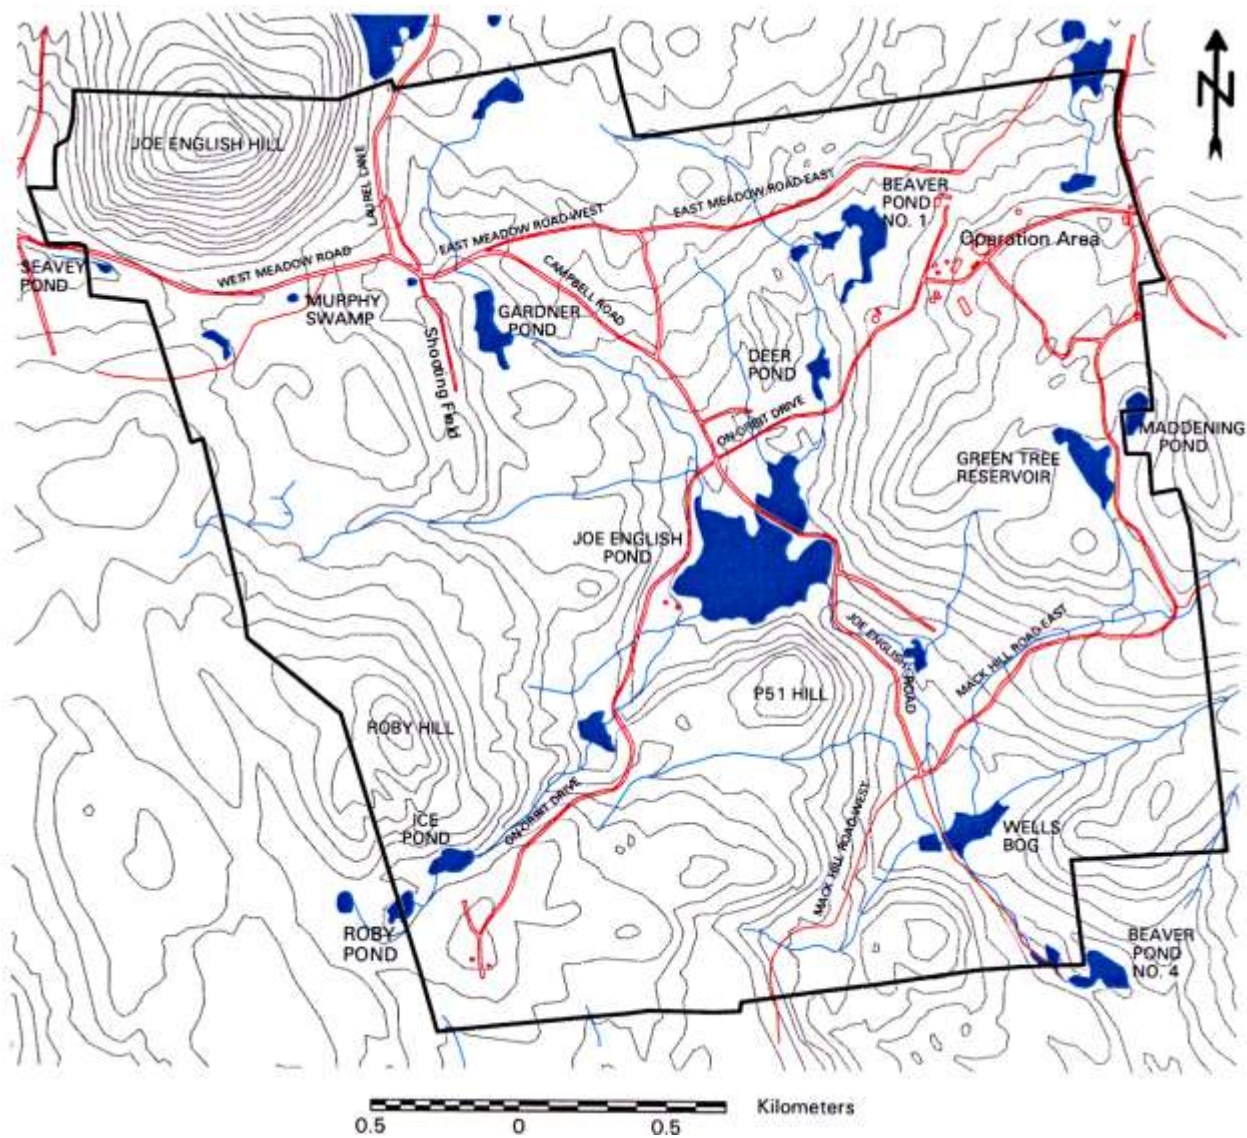 N
JOE ENGLISH HILL
LAUREL LANE
BEAVER
POND
NO. 1
EAST MEADOW ROAD-EAST
EAST MEADOW ROAD-WEST
Operation Area
SEAVEY
POND
WEST MEADOW ROAD
CAMPBELL ROAD
MURPHY
SWAMP
GARDNER
POND
Shooting Field
DEER
POND
ON-ORBIT DRIVE
MADDENING
POND
GREEN TREE
RESERVOIR
JOE ENGLISH
POND
JOE ENGLISH ROAD
MACK HILL ROAD-EAST
P51 HILL
ROBY HILL
ICE
POND
ON-ORBIT DRIVE
MACK HILL ROAD-WEST
WELLS
BOG
ROBY
POND
BEAVER
POND
NO. 4
Kilometers
0.5 0 0.5